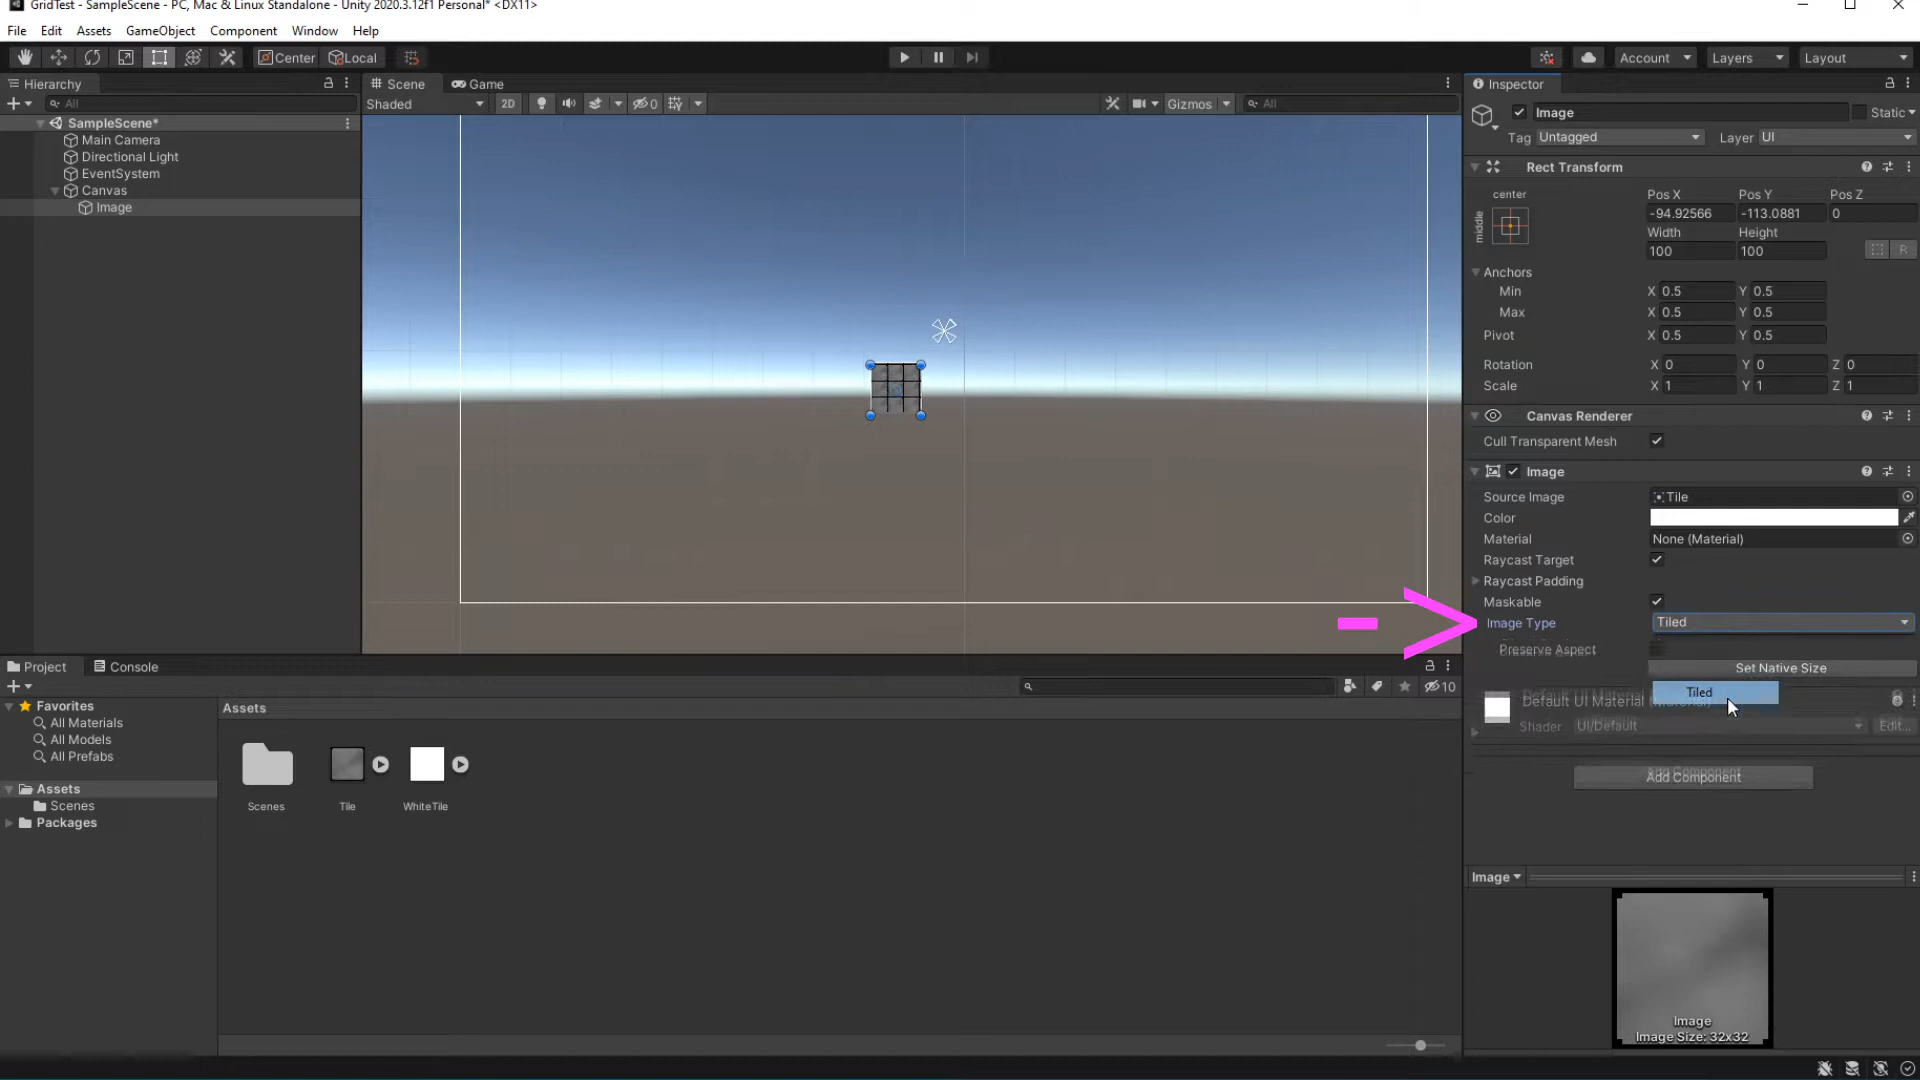 GridTest - SampleScene - PC, Mac & Linux Standalone - Unity 2020.3.12f1 Personal* <DX11>
File Edit Assets GameObject Component Window Help
Center Local Account Layers Layout
Hierarchy
All
SampleScene*
Main Camera
Directional Light
EventSystem
Canvas
Image
Scene Game
Shaded 2D 0 Gizmos All
Inspector
Image Static
Tag Untagged Layer UI
Rect Transform
center
middle
Pos X Pos Y Pos Z
-94.92566 -113.0881 0
Width Height
100 100
R
Anchors
Min X 0.5 Y 0.5
Max X 0.5 Y 0.5
Pivot X 0.5 Y 0.5
Rotation X 0 Y 0 Z 0
Scale X 1 Y 1 Z 1
Canvas Renderer
Cull Transparent Mesh
Image
Source Image Tile
Color
Material None (Material)
Raycast Target
Raycast Padding
Maskable
Image Type Tiled
Preserve Aspect
Set Native Size
Tiled
Default UI Material (Material)
Shader UI/Default Edit...
Add Component
Project Console
10
Favorites
All Materials
All Models
All Prefabs
Assets
Scenes
Packages
Assets
Scenes Tile WhiteTile
Image
Image
Image Size: 32x32